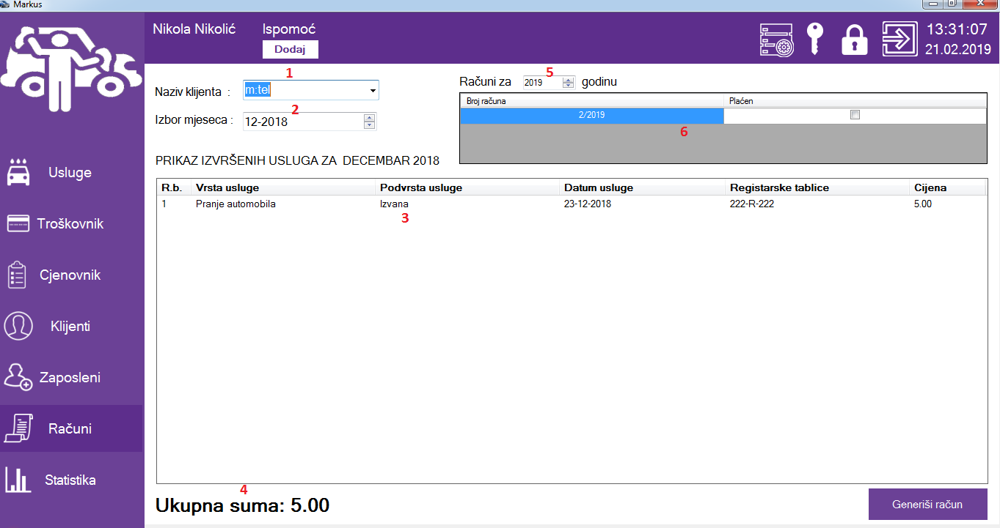 Markus
Nikola Nikolić Ispomoć
Dodaj
13:31:07
21.02.2019
Usluge
Troškovnik
Cjenovnik
Klijenti
Zaposleni
Računi
Statistika
1
Naziv klijenta : m:tel
2
Izbor mjeseca : 12-2018
5
Računi za 2019 godinu
Broj računa Plaćen
2/2019
6
PRIKAZ IZVRŠENIH USLUGA ZA DECEMBAR 2018
R.b. Vrsta usluge Podvrsta usluge Datum usluge Registarske tablice Cijena
1 Pranje automobila Izvana 23-12-2018 222-R-222 5.00
3
4
Ukupna suma: 5.00
Generiši račun